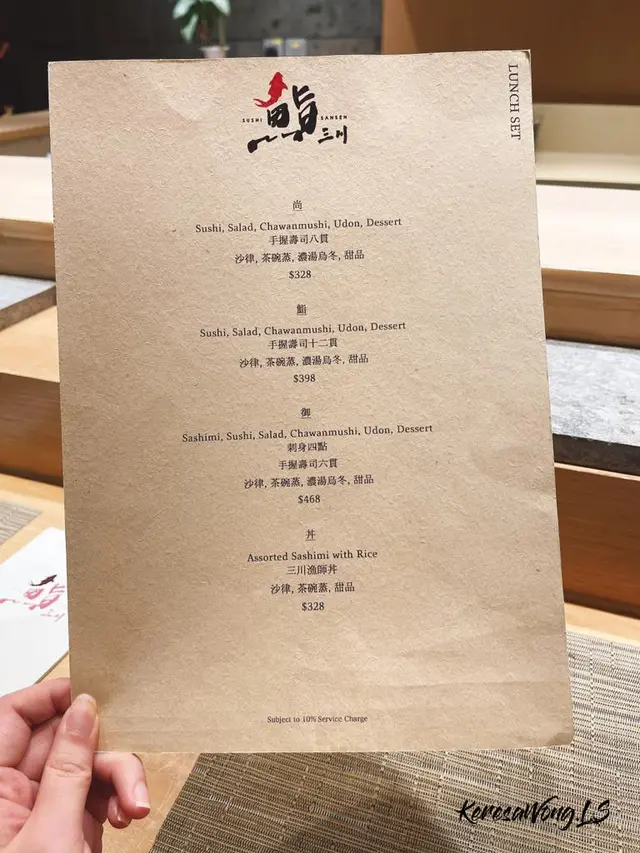 LUNCH SET
SUSHI 鮨 SANSEN
三川
尚
Sushi, Salad, Chawanmushi, Udon, Dessert
手握壽司八貫
沙律, 茶碗蒸, 濃湯烏冬, 甜品
$328
鮨
Sushi, Salad, Chawanmushi, Udon, Dessert
手握壽司十二貫
沙律, 茶碗蒸, 濃湯烏冬, 甜品
$398
御
Sashimi, Sushi, Salad, Chawanmushi, Udon, Dessert
刺身四點
手握壽司六貫
沙律, 茶碗蒸, 濃湯烏冬, 甜品
$468
丼
Assorted Sashimi with Rice
三川漁師丼
沙律, 茶碗蒸, 甜品
$328
Subject to 10% Service Charge
鮨
KeresaWong.LS